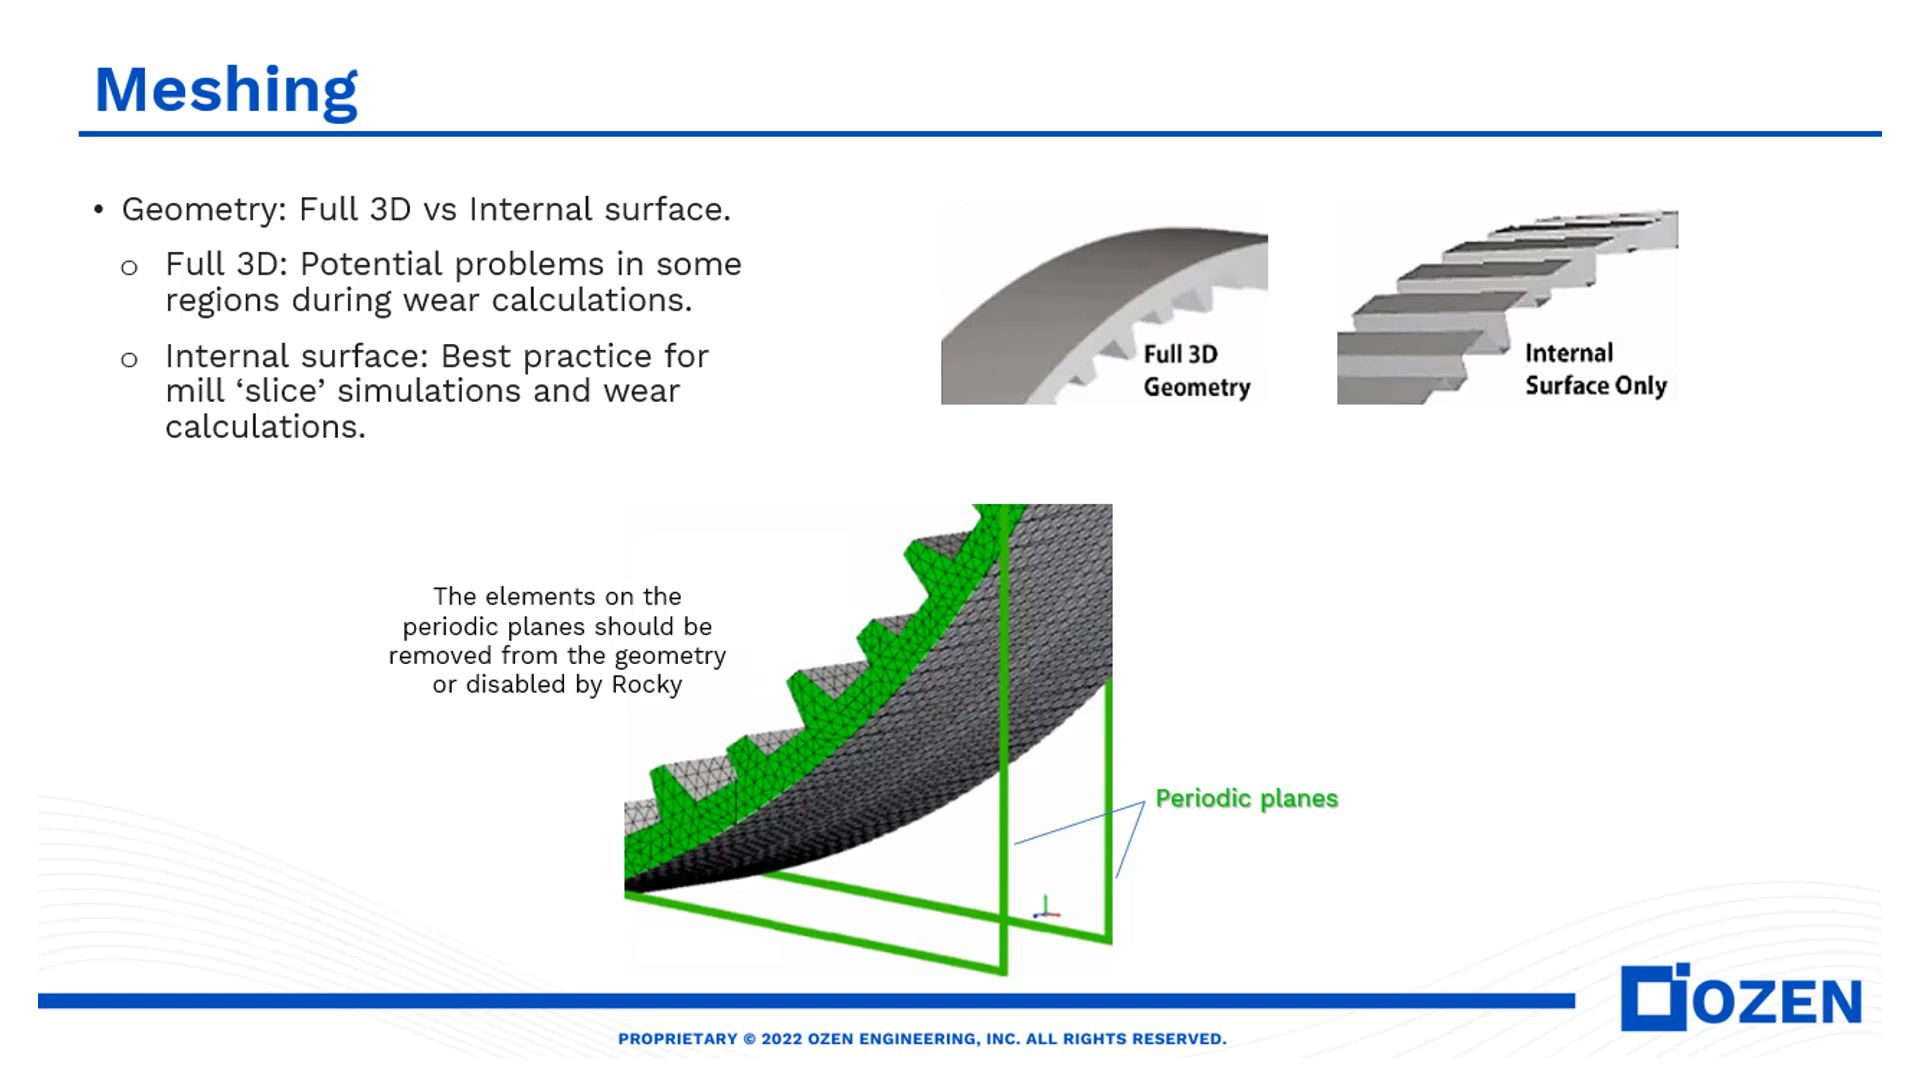 Meshing
• Geometry: Full 3D vs Internal surface.
o Full 3D: Potential problems in some
regions during wear calculations.
o Internal surface: Best practice for
mill ‘slice’ simulations and wear
calculations.
Full 3D
Geometry
Internal
Surface Only
The elements on the
periodic planes should be
removed from the geometry
or disabled by Rocky
Periodic planes
OZEN
PROPRIETARY © 2022 OZEN ENGINEERING, INC. ALL RIGHTS RESERVED.